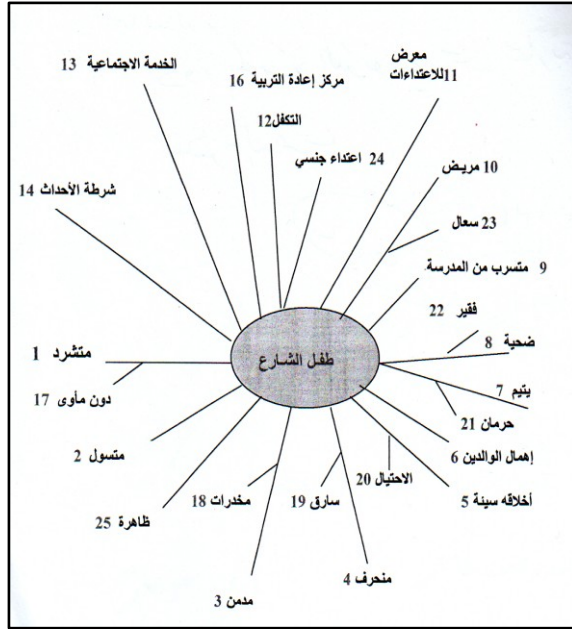 معرض
للاعتداءات 11
الخدمة الاجتماعية 13
مركز إعادة التربية 16
التكفل 12
اعتداء جنسي 24
مريض 10
شرطة الأحداث 14
سعال 23
متسرب من المدرسة 9
فقير 22
ضحية 8
طفل الشارع
متشرد 1
يتيم 7
دون مأوى 17
حرمان 21
إهمال الوالدين 6
متسول 2
الاحتيال 20
أخلاقه سيئة 5
مخدرات 18
سارق 19
ظاهرة 25
منحرف 4
مدمن 3